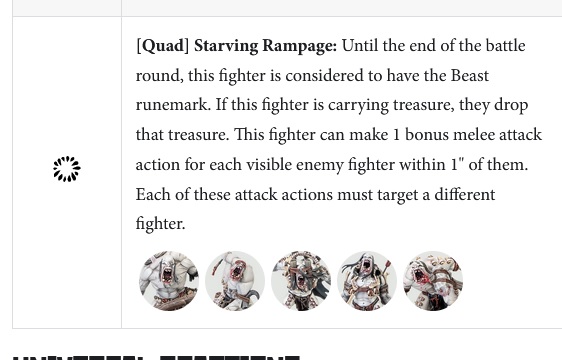 [Quad] Starving Rampage: Until the end of the battle
round, this fighter is considered to have the Beast
runemark. If this fighter is carrying treasure, they drop
that treasure. This fighter can make 1 bonus melee attack
action for each visible enemy fighter within 1" of them.
Each of these attack actions must target a different
fighter.